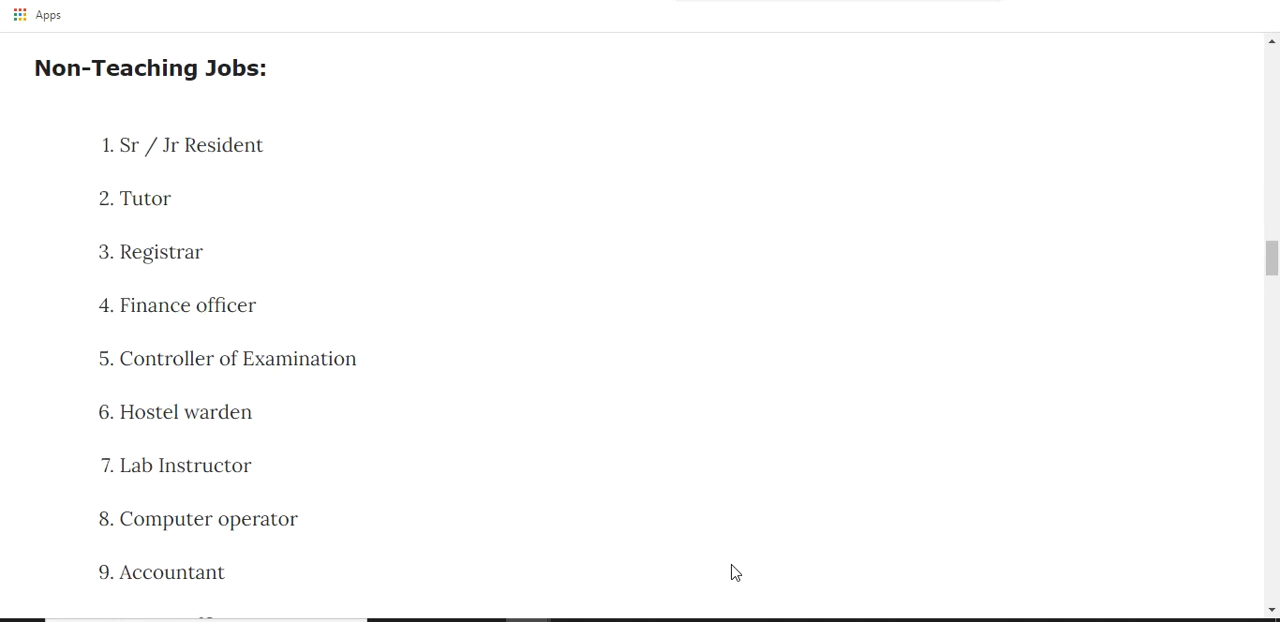 Apps
Non-Teaching Jobs:
1. Sr / Jr Resident
2. Tutor
3. Registrar
4. Finance officer
5. Controller of Examination
6. Hostel warden
7. Lab Instructor
8. Computer operator
9. Accountant